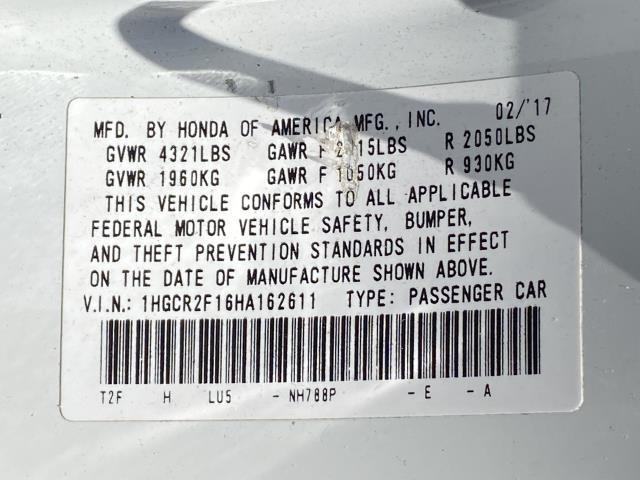 MFD. BY HONDA OF AMERICA MFG., INC. 02/'17
GVWR 4321LBS GAWR F LBS R 2050LBS
GVWR 1960KG GAWR F 1050KG R 930KG
THIS VEHICLE CONFORMS TO ALL APPLICABLE
FEDERAL MOTOR VEHICLE SAFETY, BUMPER,
AND THEFT PREVENTION STANDARDS IN EFFECT
ON THE DATE OF MANUFACTURE SHOWN ABOVE.
V.I.N.: 1HGCR2F16HA162611 TYPE: PASSENGER CAR
T2F H LU5 - NH788P - E - A